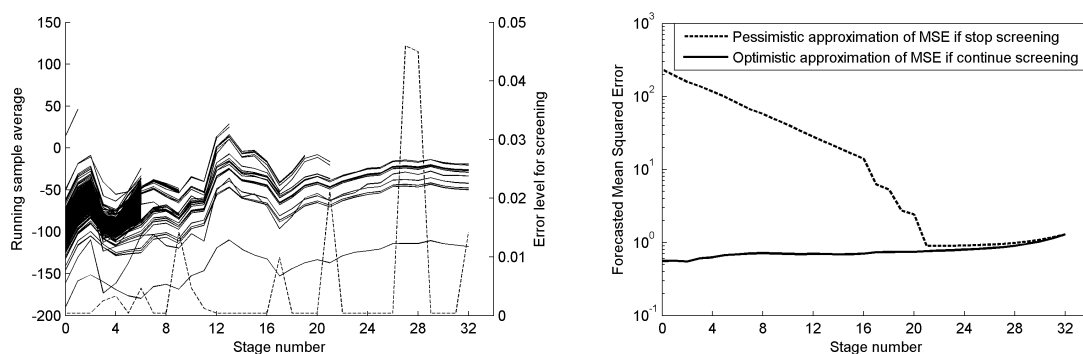 150
100
50
0
-50
-100
-150
-200
Running sample average
0 4 8 12 16 20 24 28 32
Stage number
0.05
0.04
0.03
0.02
0.01
0
Error level for screening
Pessimistic approximation of MSE if stop screening
Optimistic approximation of MSE if continue screening
10^3
10^2
10^1
10^0
10^-1
Forecasted Mean Squared Error
0 4 8 12 16 20 24 28 32
Stage number